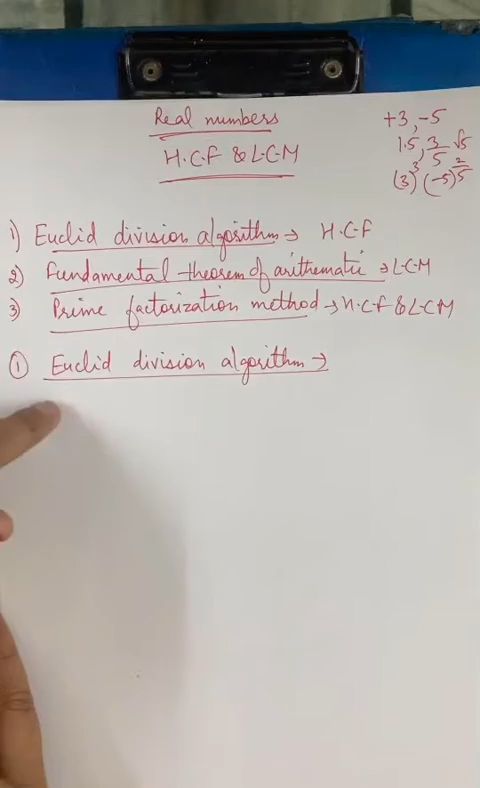 Real numbers
H.C.F & L.C.M
+3, -5
1.5, 3/5, √5
(3)³ (-5)^2/5
1) Euclid division algorithm → H.C.F
2) Fundamental theorem of arithematic → L.C.M
3) Prime factorization method → H.C.F & L.C.M
① Euclid division algorithm →